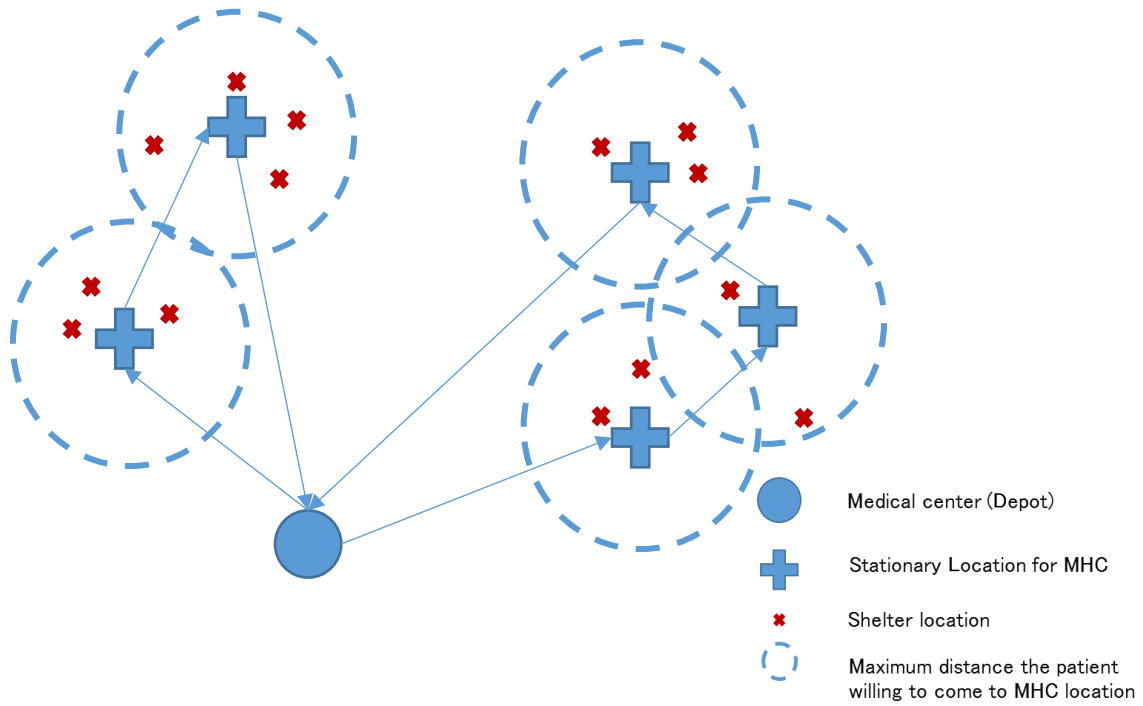 Medical center (Depot)
Stationary Location for MHC
Shelter location
Maximum distance the patient
willing to come to MHC location